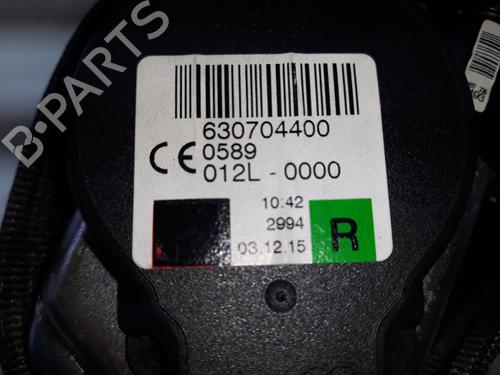 B-PARTS
630704400
CE 0589
012L - 0000
10:42
2994
03.12.15
R